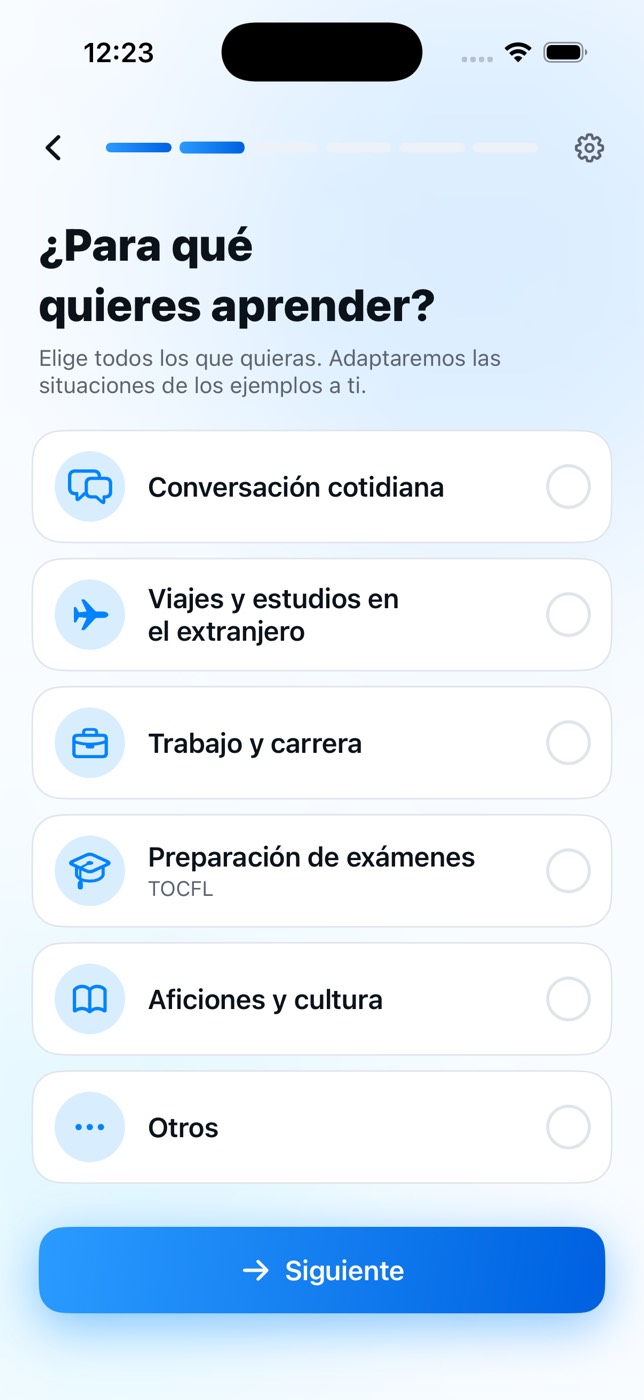 12:23
¿Para qué
quieres aprender?
Elige todos los que quieras. Adaptaremos las
situaciones de los ejemplos a ti.
Conversación cotidiana
Viajes y estudios en
el extranjero
Trabajo y carrera
Preparación de exámenes
TOCFL
Aficiones y cultura
Otros
Siguiente